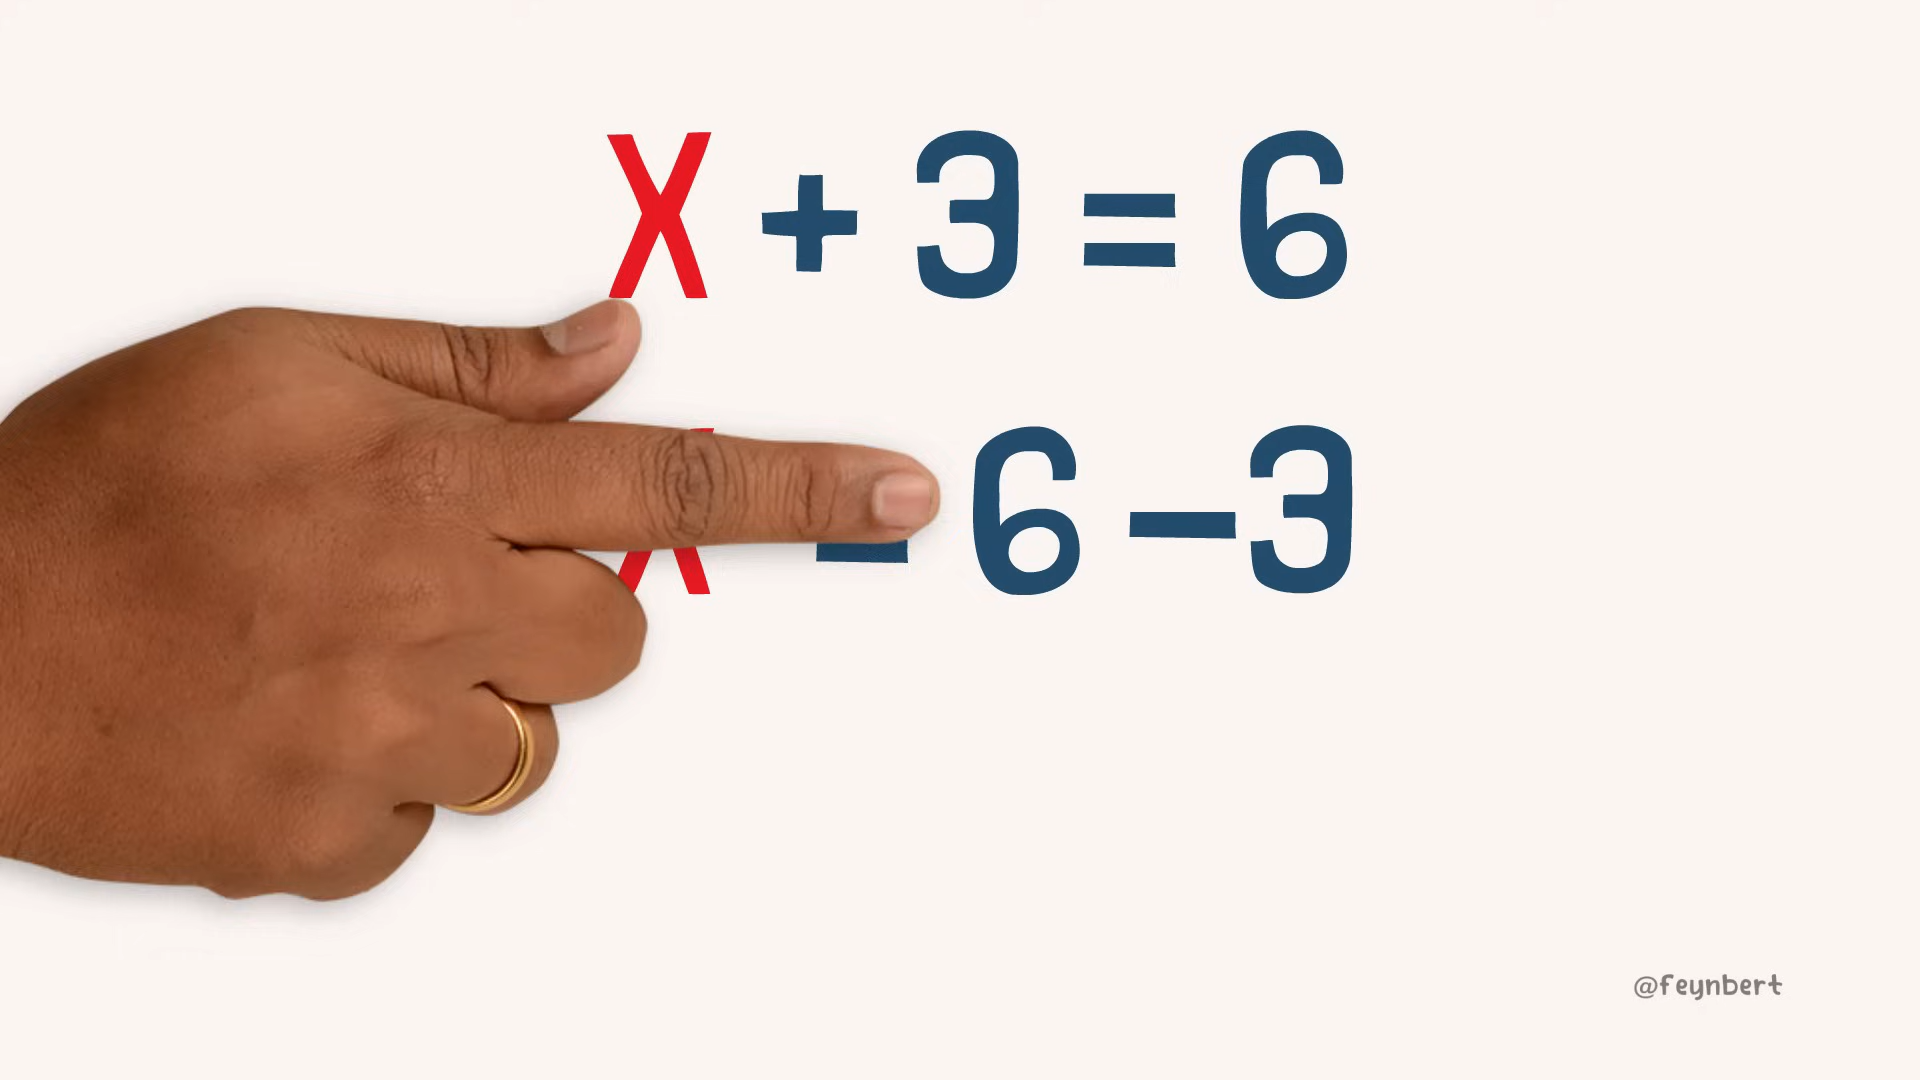 X + 3 = 6
X = 6 - 3
@feynbert